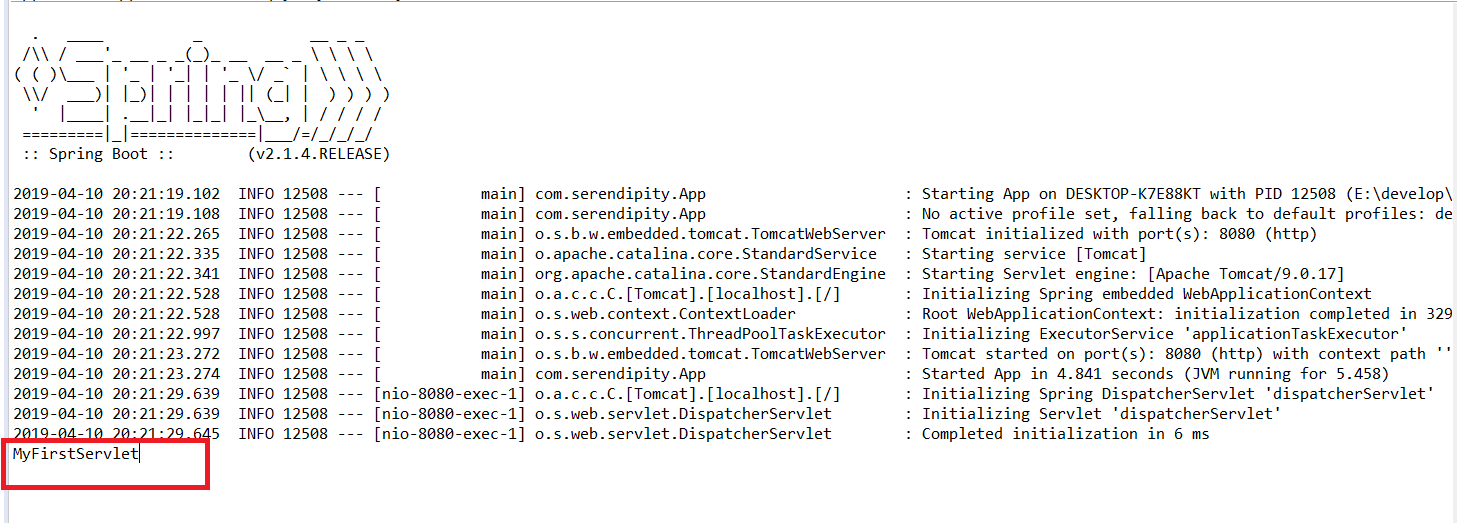 .   ____          _            __ _ _
 /\\ / ___'_ __ _ _(_)_ __  __ _ \ \ \ \
( ( )\___ | '_ | '_| | '_ \/ _` | \ \ \ \
 \\/  ___)| |_)| | | | | || (_| |  ) ) ) )
  '  |____| .__|_| |_|_| |_\__, | / / / /
 =========|_|==============|___/=/_/_/_/
 :: Spring Boot ::        (v2.1.4.RELEASE)
2019-04-10 20:21:19.102  INFO 12508 --- [           main] com.serendipity.App                      : Starting App on DESKTOP-K7E88KT with PID 12508 (E:\develop\
2019-04-10 20:21:19.108  INFO 12508 --- [           main] com.serendipity.App                      : No active profile set, falling back to default profiles: de
2019-04-10 20:21:22.265  INFO 12508 --- [           main] o.s.b.w.embedded.tomcat.TomcatWebServer  : Tomcat initialized with port(s): 8080 (http)
2019-04-10 20:21:22.335  INFO 12508 --- [           main] o.apache.catalina.core.StandardService   : Starting service [Tomcat]
2019-04-10 20:21:22.341  INFO 12508 --- [           main] org.apache.catalina.core.StandardEngine  : Starting Servlet engine: [Apache Tomcat/9.0.17]
2019-04-10 20:21:22.528  INFO 12508 --- [           main] o.a.c.c.C.[Tomcat].[localhost].[/]       : Initializing Spring embedded WebApplicationContext
2019-04-10 20:21:22.528  INFO 12508 --- [           main] o.s.web.context.ContextLoader            : Root WebApplicationContext: initialization completed in 329
2019-04-10 20:21:22.997  INFO 12508 --- [           main] o.s.s.concurrent.ThreadPoolTaskExecutor  : Initializing ExecutorService 'applicationTaskExecutor'
2019-04-10 20:21:23.272  INFO 12508 --- [           main] o.s.b.w.embedded.tomcat.TomcatWebServer  : Tomcat started on port(s): 8080 (http) with context path ''
2019-04-10 20:21:23.274  INFO 12508 --- [           main] com.serendipity.App                      : Started App in 4.841 seconds (JVM running for 5.458)
2019-04-10 20:21:29.639  INFO 12508 --- [nio-8080-exec-1] o.a.c.c.C.[Tomcat].[localhost].[/]       : Initializing Spring DispatcherServlet 'dispatcherServlet'
2019-04-10 20:21:29.639  INFO 12508 --- [nio-8080-exec-1] o.s.web.servlet.DispatcherServlet        : Initializing Servlet 'dispatcherServlet'
2019-04-10 20:21:29.645  INFO 12508 --- [nio-8080-exec-1] o.s.web.servlet.DispatcherServlet        : Completed initialization in 6 ms
MyFirstServlet